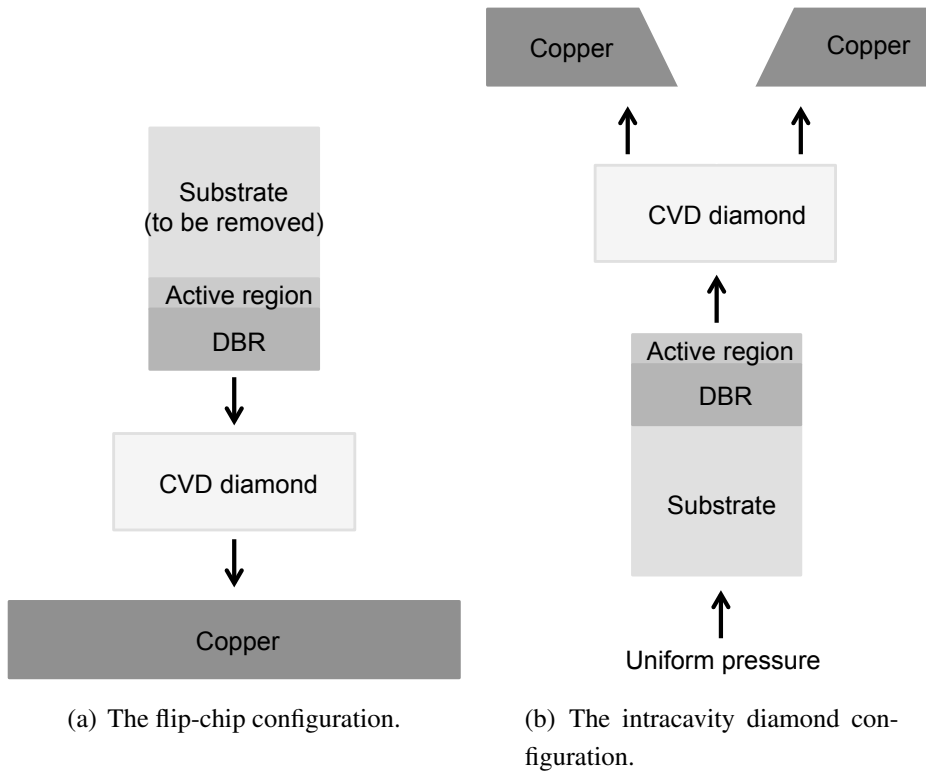 Substrate
(to be removed)
Active region
DBR
CVD diamond
Copper
(a) The flip-chip configuration.
Copper
Copper
CVD diamond
Active region
DBR
Substrate
Uniform pressure
(b) The intracavity diamond con-
figuration.